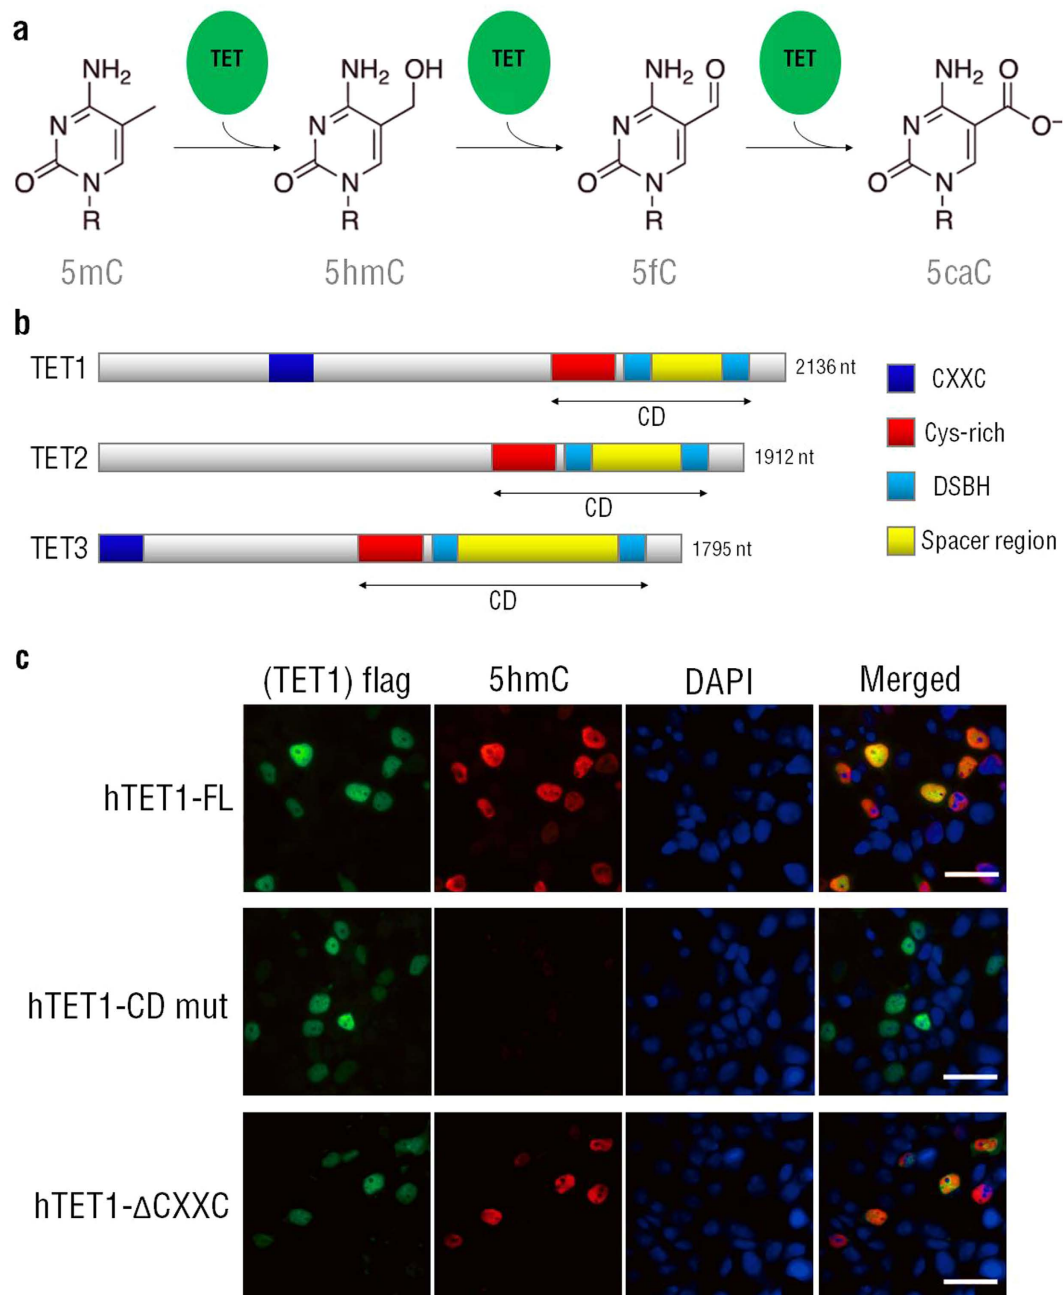 a
TET TET TET
NH₂ N O N R
NH₂ OH N O N R
NH₂ O N O N R
NH₂ O O⁻ N O N R
5mC 5hmC 5fC 5caC
b
TET1 2136 nt
CD
TET2 1912 nt
CD
TET3 1795 nt
CD
CXXC
Cys-rich
DSBH
Spacer region
c
(TET1) flag 5hmC DAPI Merged
hTET1-FL
hTET1-CD mut
hTET1-ΔCXXC